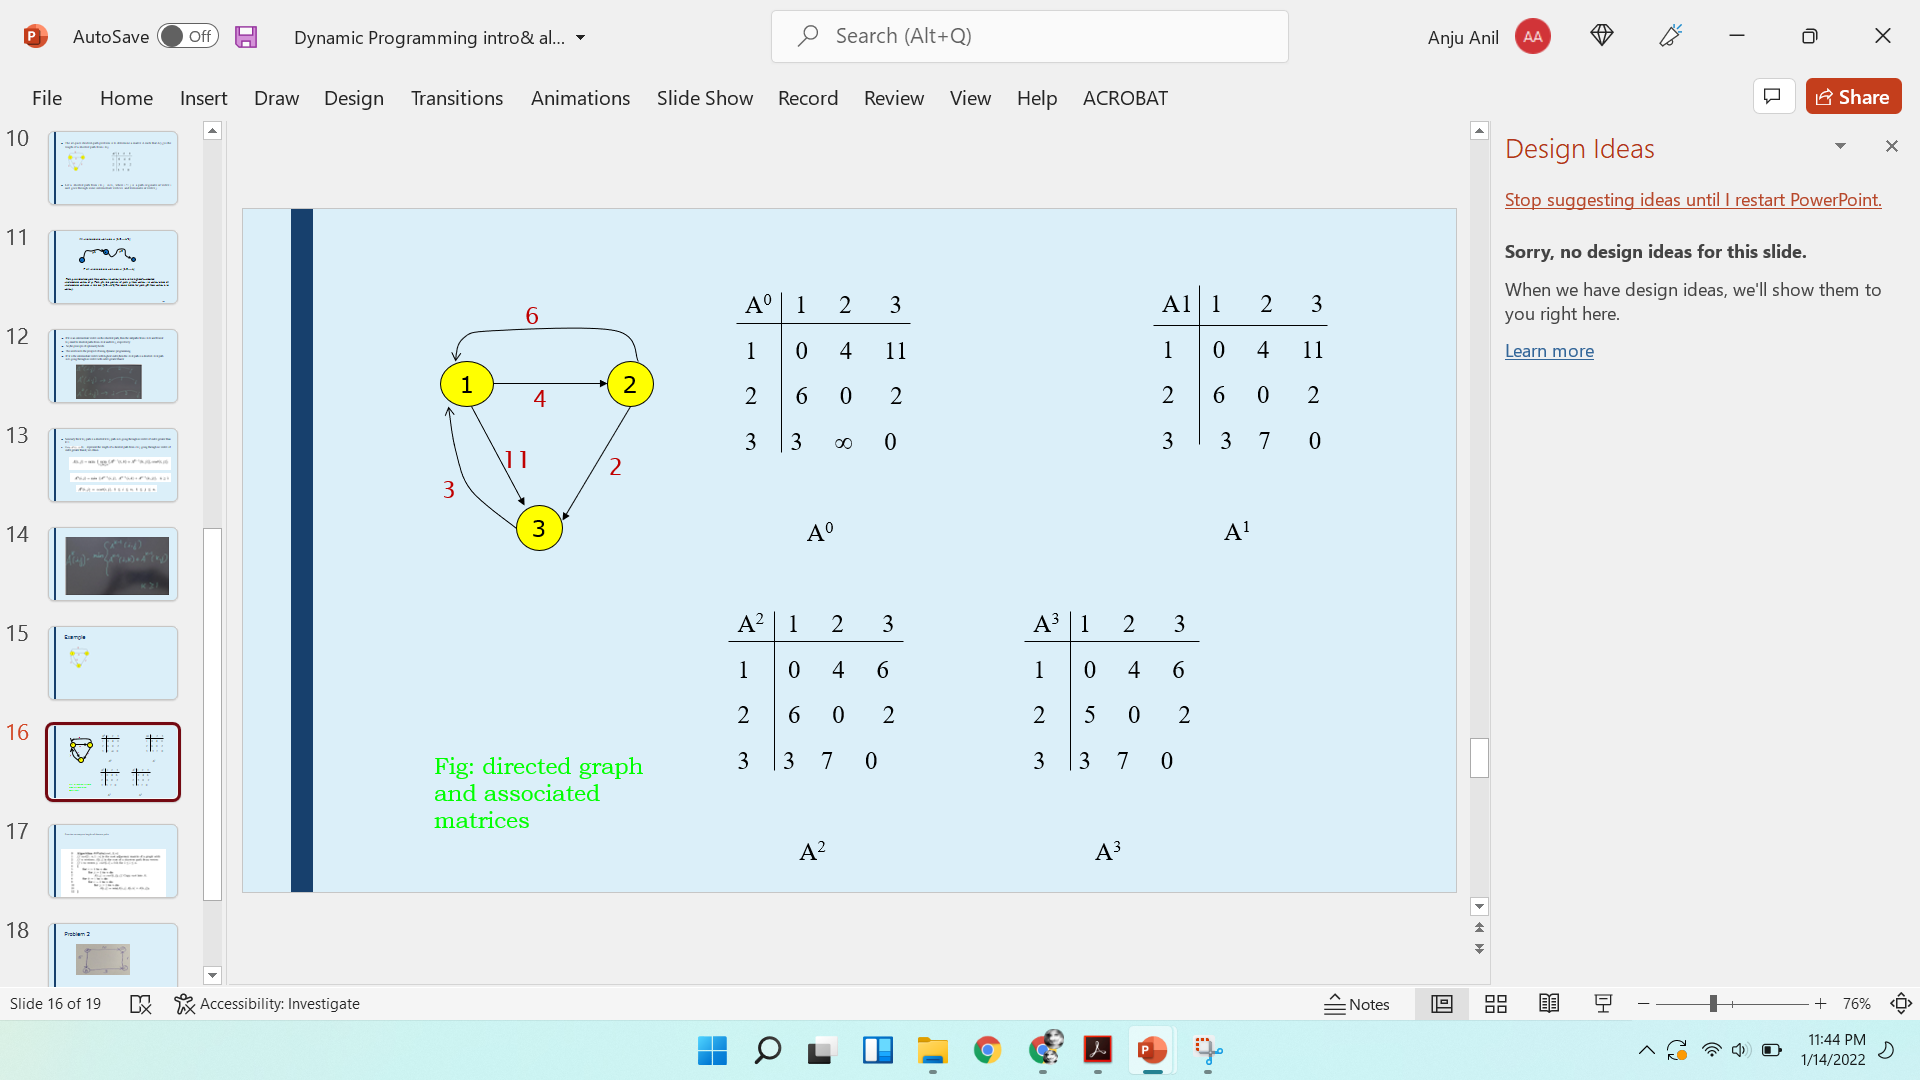 AutoSave Off Dynamic Programming intro& al... Search (Alt+Q) Anju Anil AA
File Home Insert Draw Design Transitions Animations Slide Show Record Review View Help ACROBAT Share
10
11
12
13
14
15
Example
16
17
18
Problem 2
6
1
2
4
11
2
3
3
A⁰ 1 2 3
1 0 4 11
2 6 0 2
3 3 ∞ 0
A⁰
A1 1 2 3
1 0 4 11
2 6 0 2
3 3 7 0
A¹
A² 1 2 3
1 0 4 6
2 6 0 2
3 3 7 0
A²
A³ 1 2 3
1 0 4 6
2 5 0 2
3 3 7 0
A³
Fig: directed graph
and associated
matrices
Design Ideas
Stop suggesting ideas until I restart PowerPoint.
Sorry, no design ideas for this slide.
When we have design ideas, we'll show them to
you right here.
Learn more
Slide 16 of 19 Accessibility: Investigate Notes 76%
11:44 PM
1/14/2022